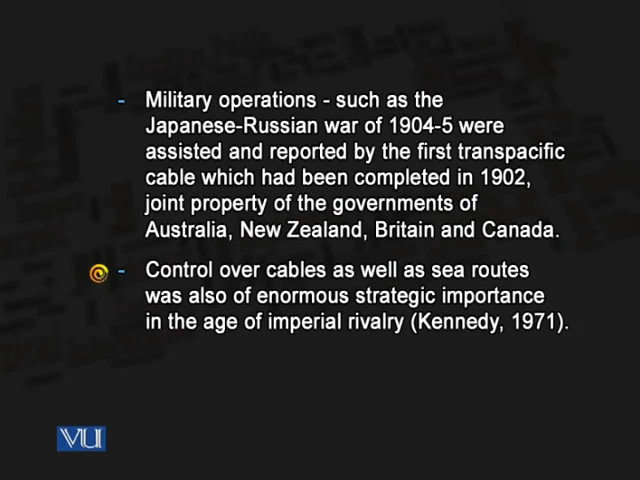 - Military operations - such as the
Japanese-Russian war of 1904-5 were
assisted and reported by the first transpacific
cable which had been completed in 1902,
joint property of the governments of
Australia, New Zealand, Britain and Canada.
- Control over cables as well as sea routes
was also of enormous strategic importance
in the age of imperial rivalry (Kennedy, 1971).
VU